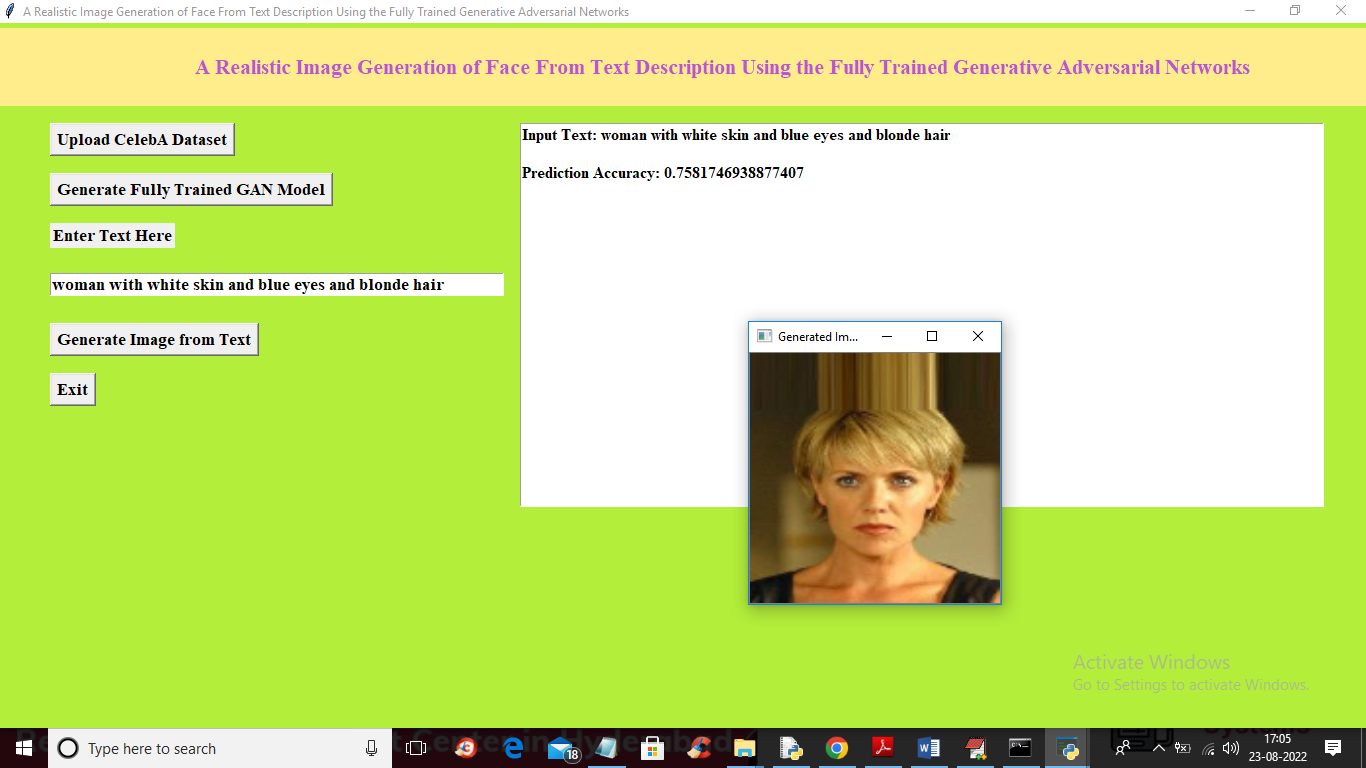 A Realistic Image Generation of Face From Text Description Using the Fully Trained Generative Adversarial Networks
A Realistic Image Generation of Face From Text Description Using the Fully Trained Generative Adversarial Networks
Upload CelebA Dataset
Generate Fully Trained GAN Model
Enter Text Here
woman with white skin and blue eyes and blonde hair
Generate Image from Text
Exit
Input Text: woman with white skin and blue eyes and blonde hair
Prediction Accuracy: 0.7581746938877407
Generated Im...
Activate Windows
Go to Settings to activate Windows.
Type here to search
18
17:05
23-08-2022